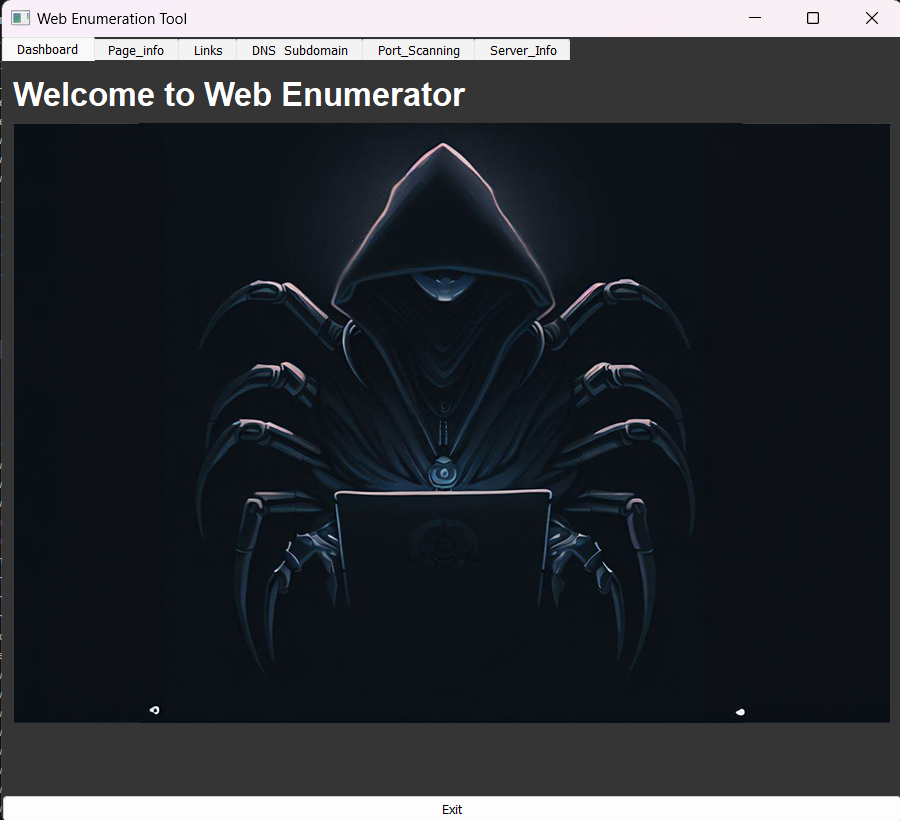 Web Enumeration Tool
Dashboard Page_info Links DNS Subdomain Port_Scanning Server_Info
Welcome to Web Enumerator
Exit